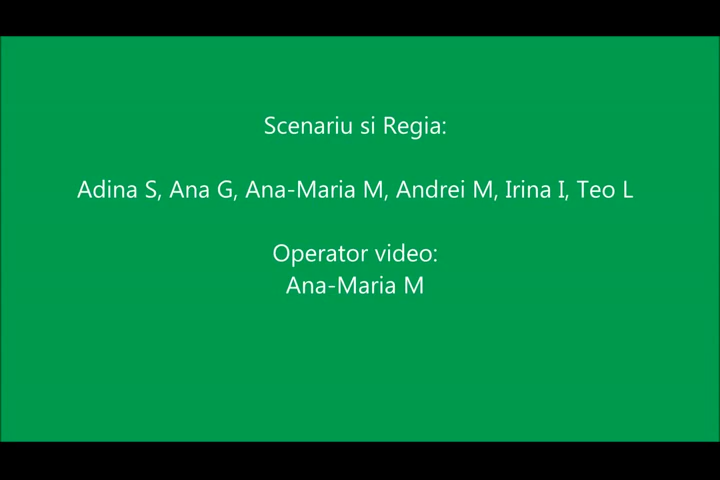 Scenariu si Regia:
Adina S, Ana G, Ana-Maria M, Andrei M, Irina I, Teo L
Operator video:
Ana-Maria M